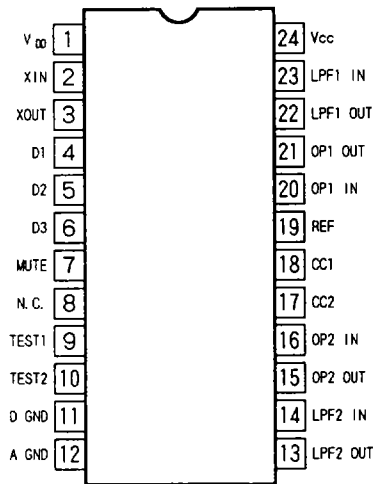 V DD 1 24 Vcc
XIN 2 23 LPF1 IN
XOUT 3 22 LPF1 OUT
D1 4 21 OP1 OUT
D2 5 20 OP1 IN
D3 6 19 REF
MUTE 7 18 CC1
N.C. 8 17 CC2
TEST1 9 16 OP2 IN
TEST2 10 15 OP2 OUT
D GND 11 14 LPF2 IN
A GND 12 13 LPF2 OUT